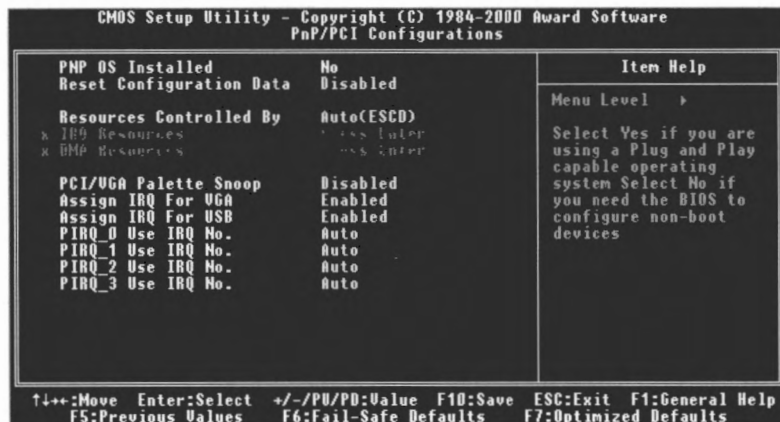 CMOS Setup Utility - Copyright (C) 1984-2000 Award Software
PnP/PCI Configurations
PNP OS Installed No
Reset Configuration Data Disabled
Resources Controlled By Auto(ESCD)
x IRQ Resources
x DMA Resources
PCI/VGA Palette Snoop Disabled
Assign IRQ For VGA Enabled
Assign IRQ For USB Enabled
PIRQ_0 Use IRQ No. Auto
PIRQ_1 Use IRQ No. Auto
PIRQ_2 Use IRQ No. Auto
PIRQ_3 Use IRQ No. Auto
Item Help
Menu Level ▸
Select Yes if you are
using a Plug and Play
capable operating
system Select No if
you need the BIOS to
configure non-boot
devices
↑↓→←:Move Enter:Select +/-/PU/PD:Value F10:Save ESC:Exit F1:General Help
F5:Previous Values F6:Fail-Safe Defaults F7:Optimized Defaults